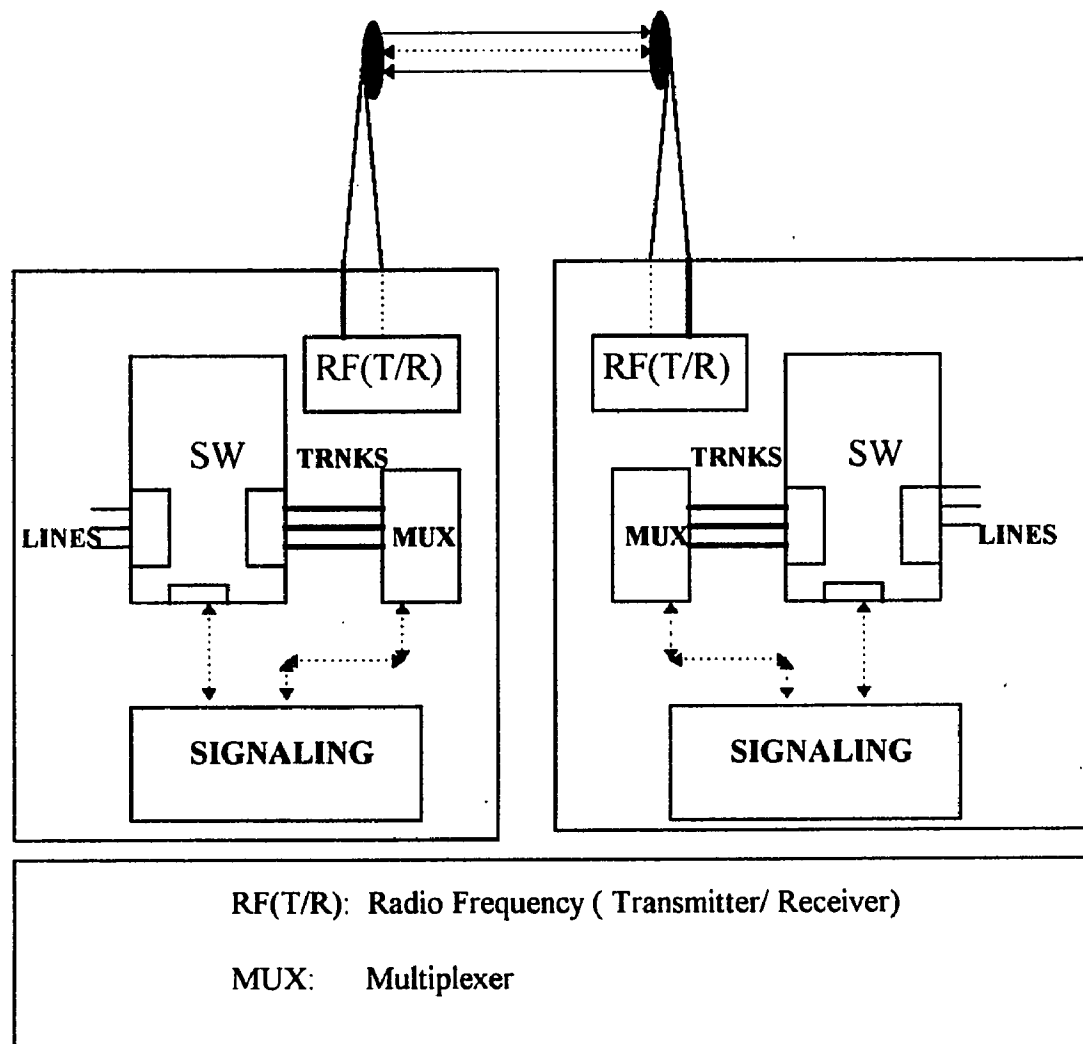 RF(T/R)
RF(T/R)
SW
TRNKS
TRNKS
SW
LINES
MUX
MUX
LINES
SIGNALING
SIGNALING
RF(T/R): Radio Frequency ( Transmitter/ Receiver)
MUX: Multiplexer